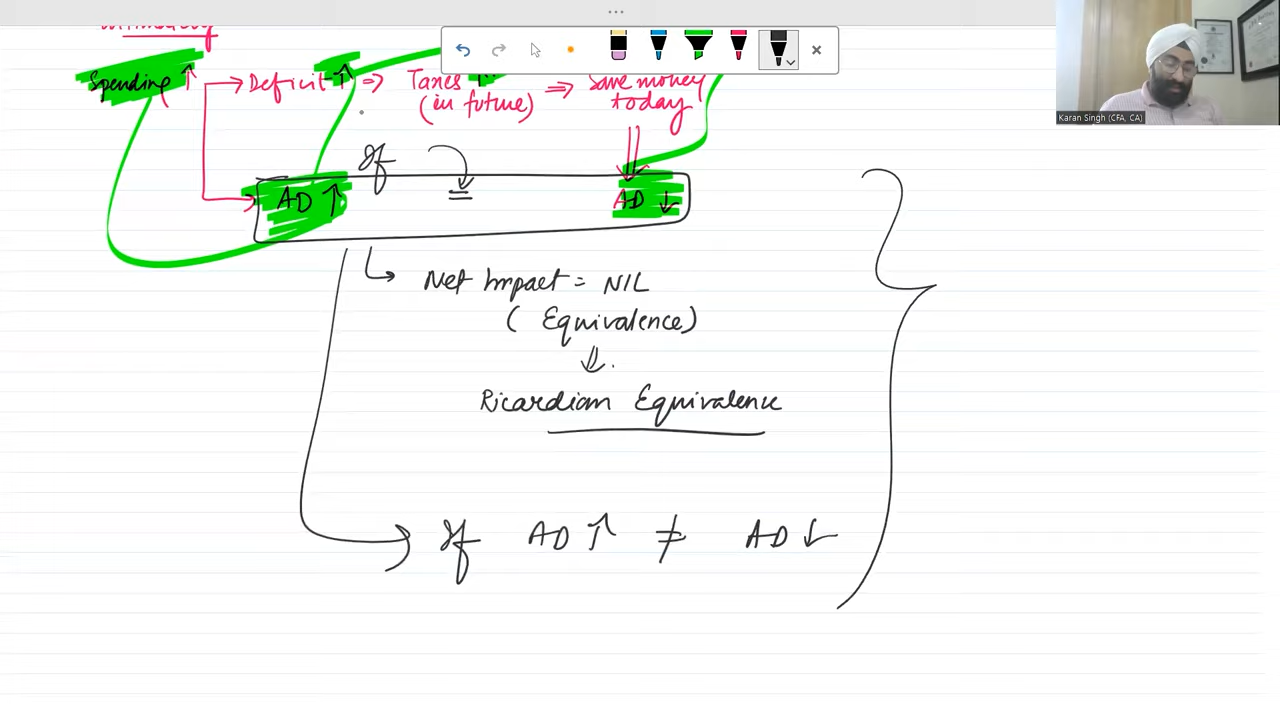 Spending ↑ → Deficit ↑ ⇒ Taxes ↑ ⇒ Save money
(in future) today
If
AD ↑ = AD ↓
Net Impact = NIL
( Equivalence)
⇓
Ricardian Equivalence
If AD ↑ ≠ AD ↓
Karan Singh (CFA, CA)